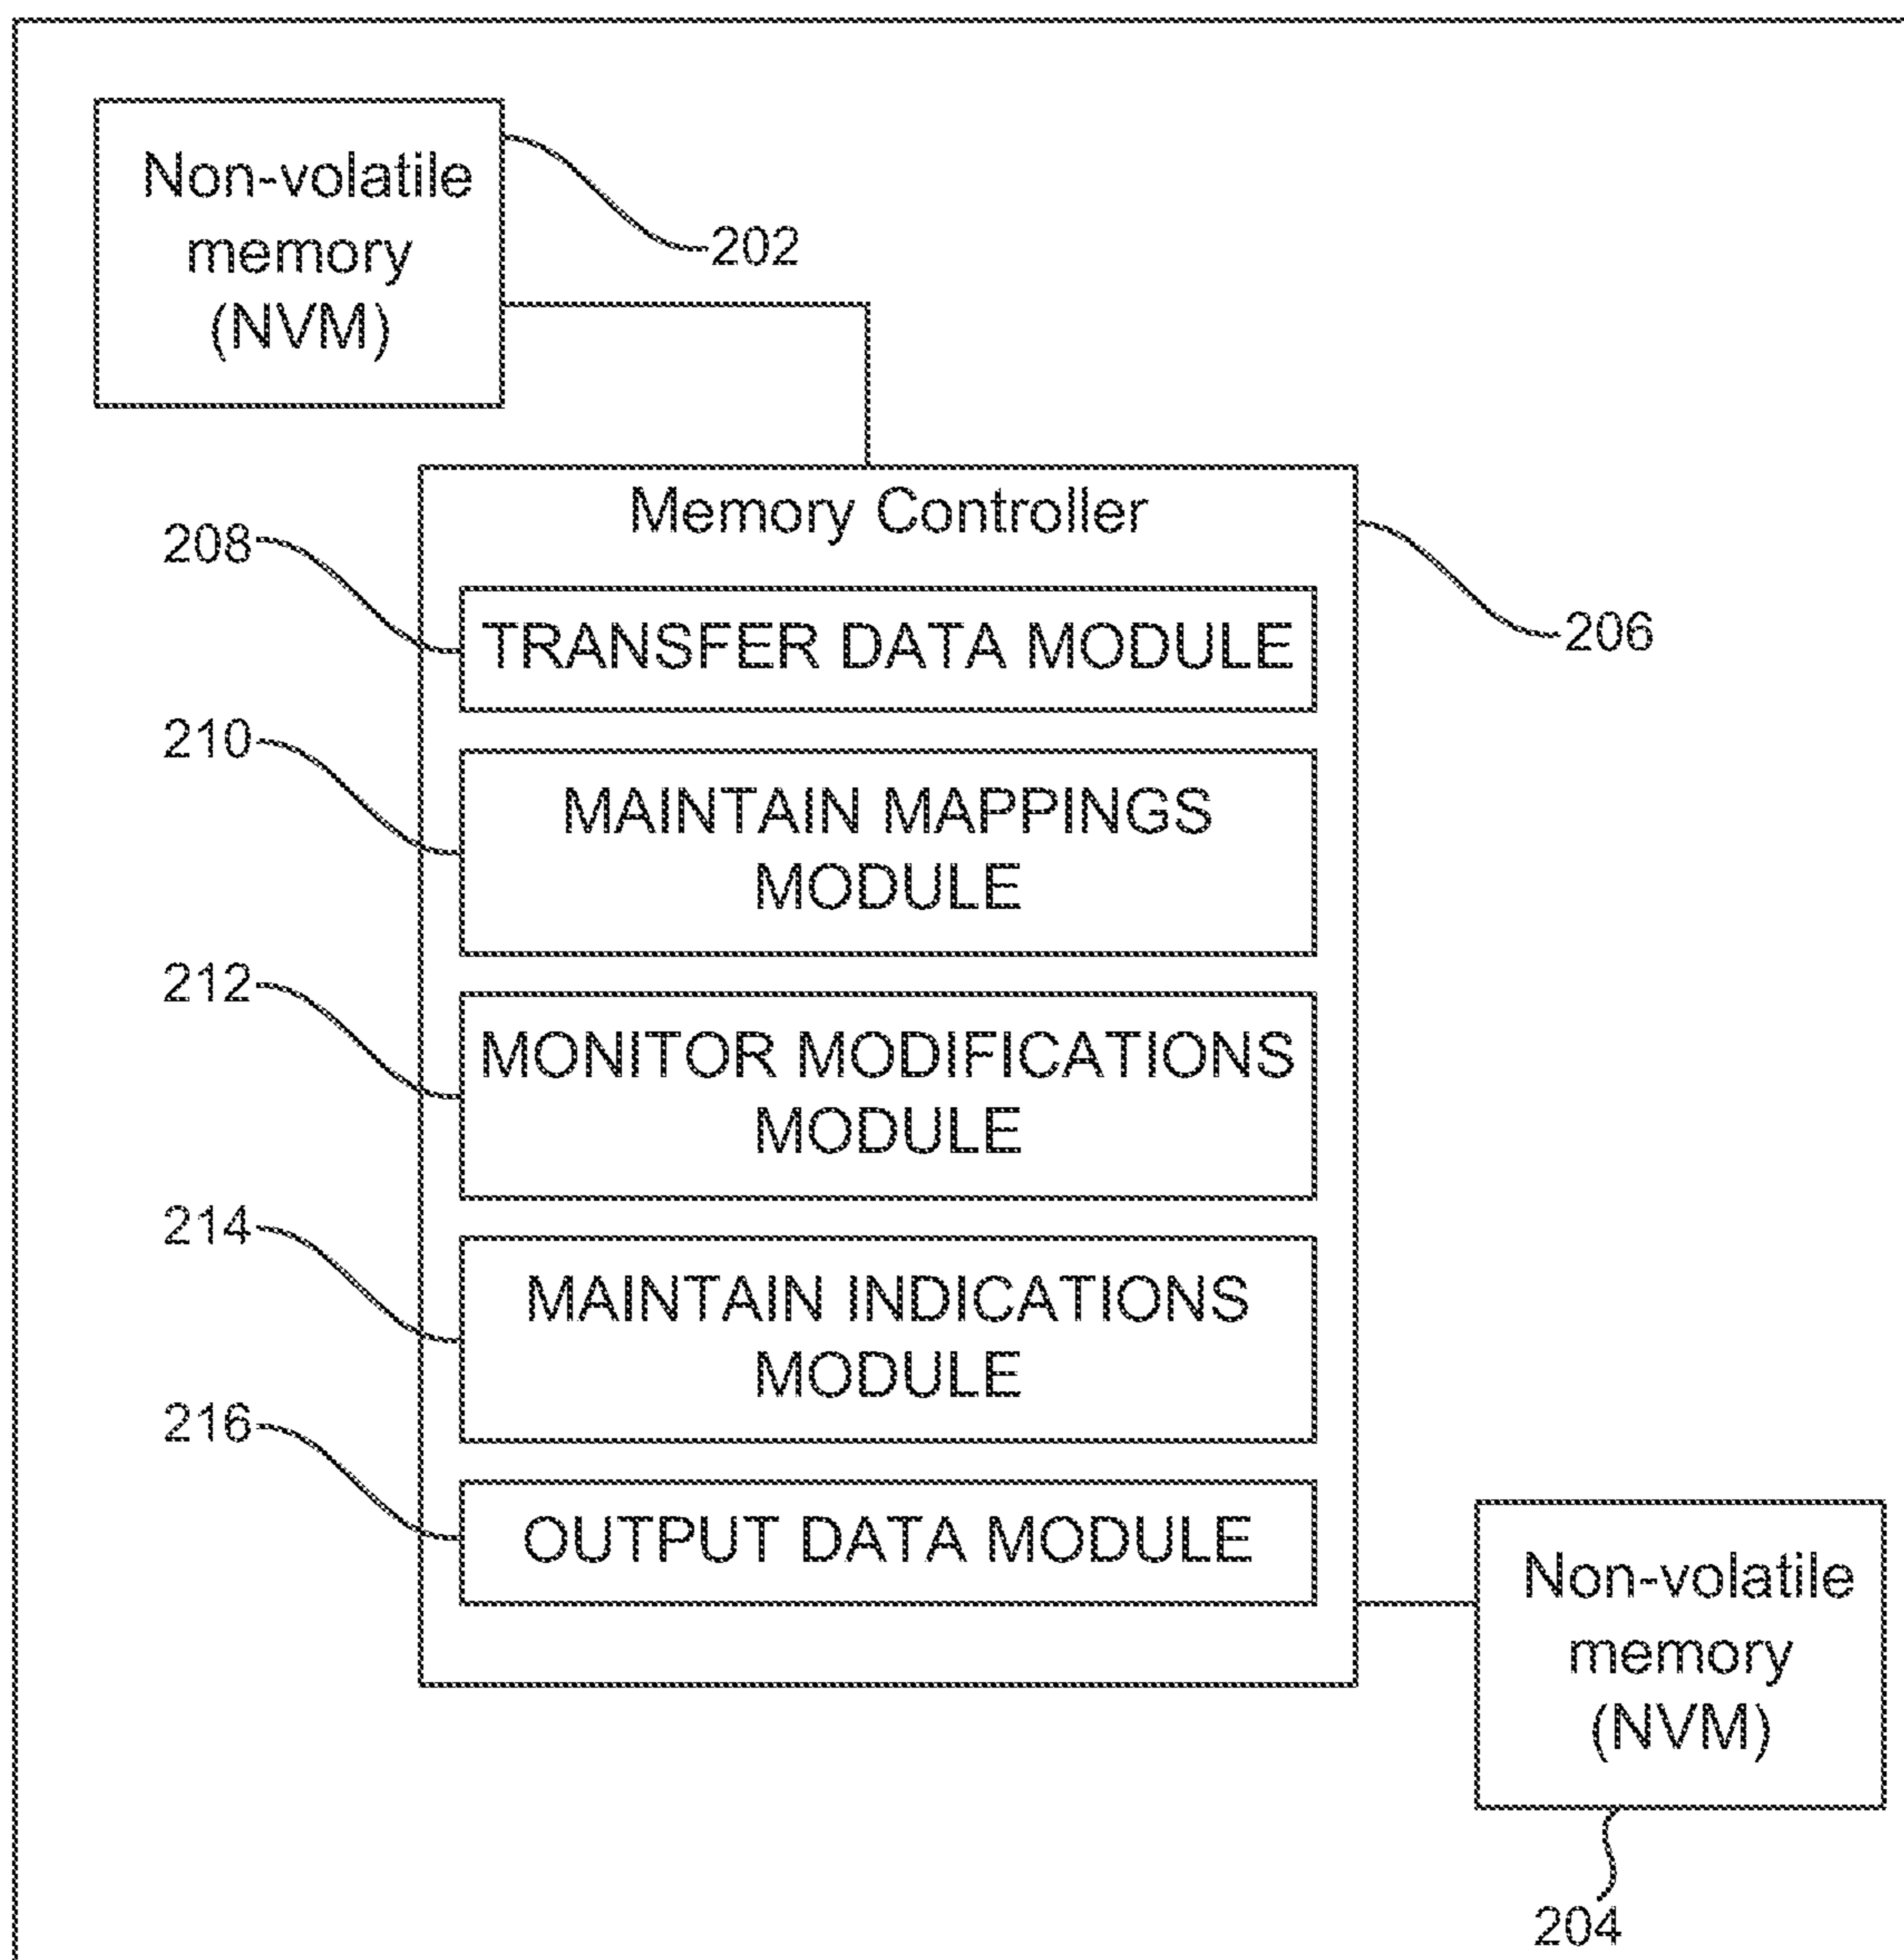 Non-volatile
memory
(NVM)
202
Memory Controller
208
TRANSFER DATA MODULE
206
210
MAINTAIN MAPPINGS
MODULE
212
MONITOR MODIFICATIONS
MODULE
214
MAINTAIN INDICATIONS
MODULE
216
OUTPUT DATA MODULE
Non-volatile
memory
(NVM)
204